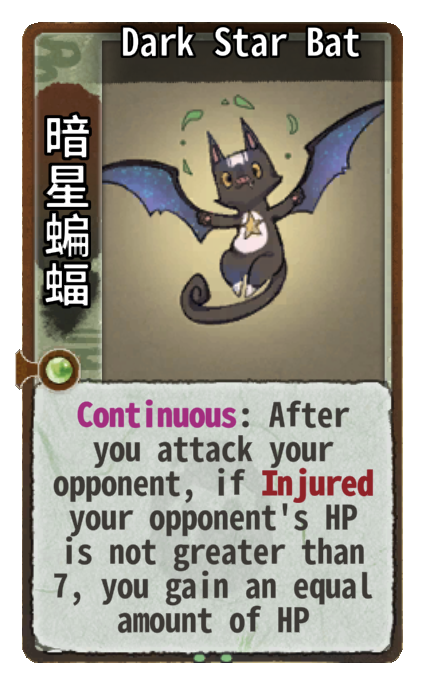 Dark Star Bat
暗星蝙蝠
Continuous: After
you attack your
opponent, if Injured
your opponent's HP
is not greater than
7, you gain an equal
amount of HP